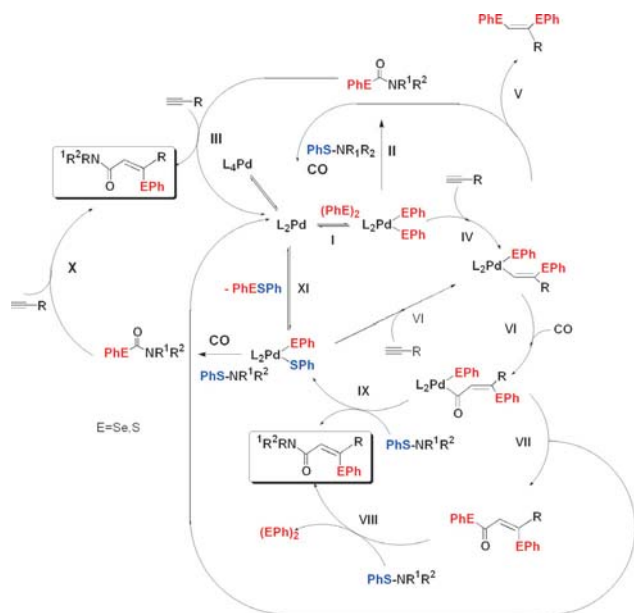 PhE EPh
R
V
O
PhE NR¹R²
R
III
PhS-NR₁R₂
CO
II
¹R²RN R
O EPh
L₄Pd
L₂Pd
(PhE)₂
I
L₂Pd
EPh
EPh
R
IV
X
- PhESPh
XI
EPh
L₂Pd EPh
R
R
CO
PhS-NR¹R²
L₂Pd
EPh
SPh
VI
R
VI
CO
O
PhE NR¹R²
E=Se,S
IX
EPh
L₂Pd R
O EPh
PhS-NR¹R²
VII
¹R²RN R
O EPh
(EPh)₂
VIII
PhE R
O EPh
PhS-NR¹R²